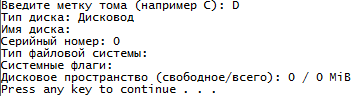 Введите метку тома (например C): D
Тип диска: Дисковод
Имя диска:
Серийный номер: 0
Тип файловой системы:
Системные флаги:
Дисковое пространство (свободное/всего): 0 / 0 MiB
Press any key to continue . . .